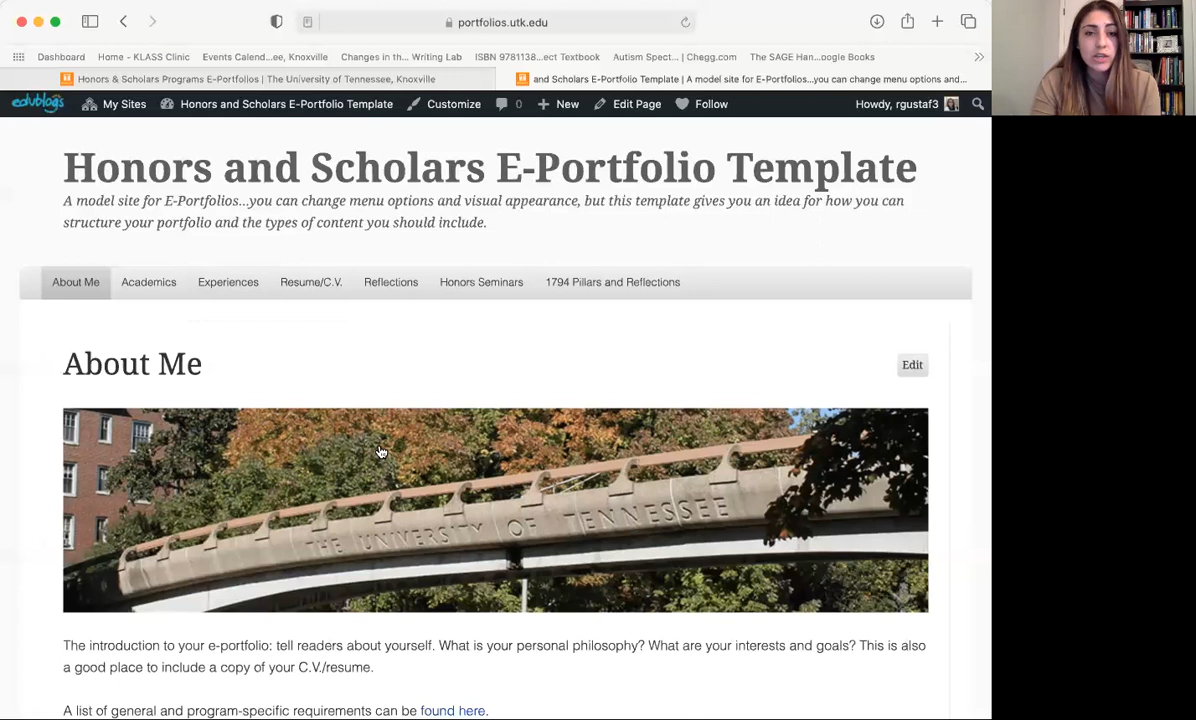 portfolios.utk.edu
Dashboard Home - KLASS Clinic Events Calend...ee, Knoxville Changes in th... Writing Lab ISBN 9781138...ect Textbook Autism Spect...) | Chegg.com The SAGE Han...ogle Books
Honors & Scholars Programs E-Portfolios | The University of Tennessee, Knoxville and Scholars E-Portfolio Template | A model site for E-Portfolios...you can change menu options and...
edublogs My Sites Honors and Scholars E-Portfolio Template Customize 0 New Edit Page Follow Howdy, rgustaf3
Honors and Scholars E-Portfolio Template
A model site for E-Portfolios...you can change menu options and visual appearance, but this template gives you an idea for how you can
structure your portfolio and the types of content you should include.
About Me Academics Experiences Resume/C.V. Reflections Honors Seminars 1794 Pillars and Reflections
About Me Edit
THE UNIVERSITY OF TENNESSEE
The introduction to your e-portfolio: tell readers about yourself. What is your personal philosophy? What are your interests and goals? This is also
a good place to include a copy of your C.V./resume.
A list of general and program-specific requirements can be found here.